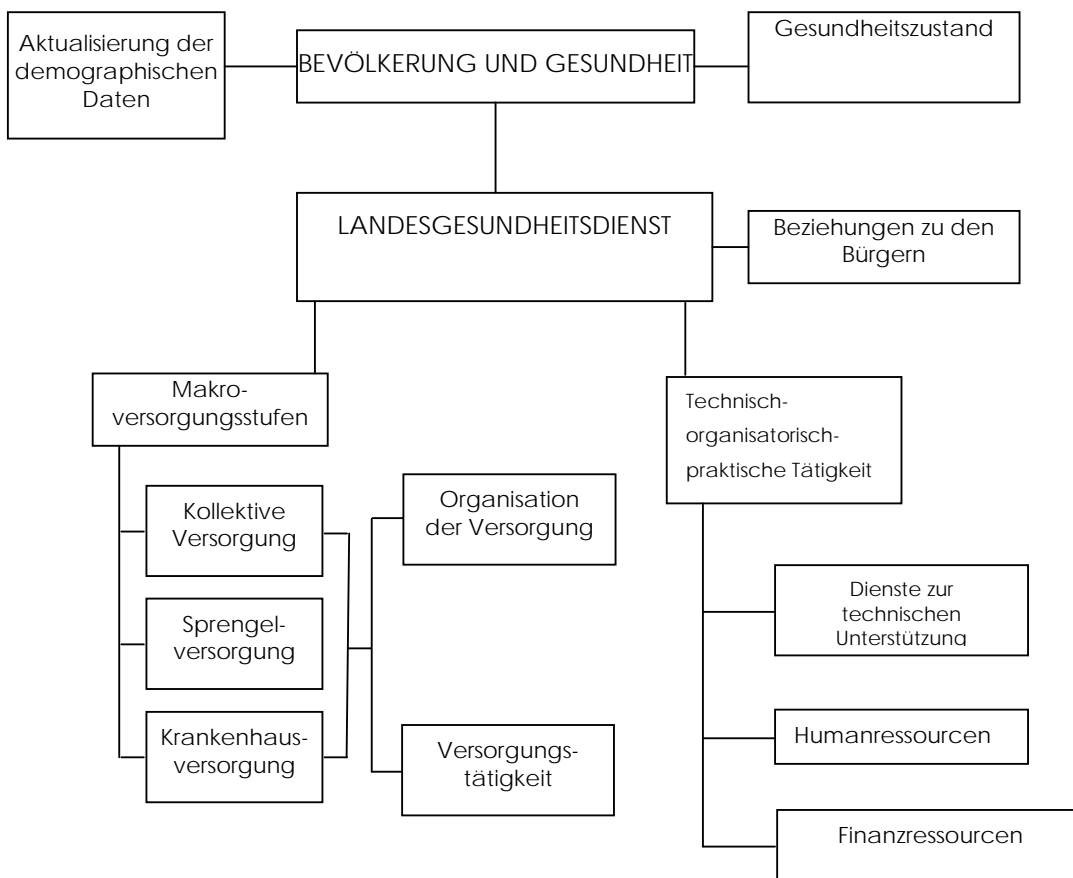 Aktualisierung der
demographischen
Daten
BEVÖLKERUNG UND GESUNDHEIT
Gesundheitszustand
LANDESGESUNDHEITSDIENST
Beziehungen zu den
Bürgern
Makro-
versorgungsstufen
Technisch-
organisatorisch-
praktische Tätigkeit
Kollektive
Versorgung
Organisation
der Versorgung
Sprengel-
versorgung
Krankenhaus-
versorgung
Versorgungs-
tätigkeit
Dienste zur
technischen
Unterstützung
Humanressourcen
Finanzressourcen